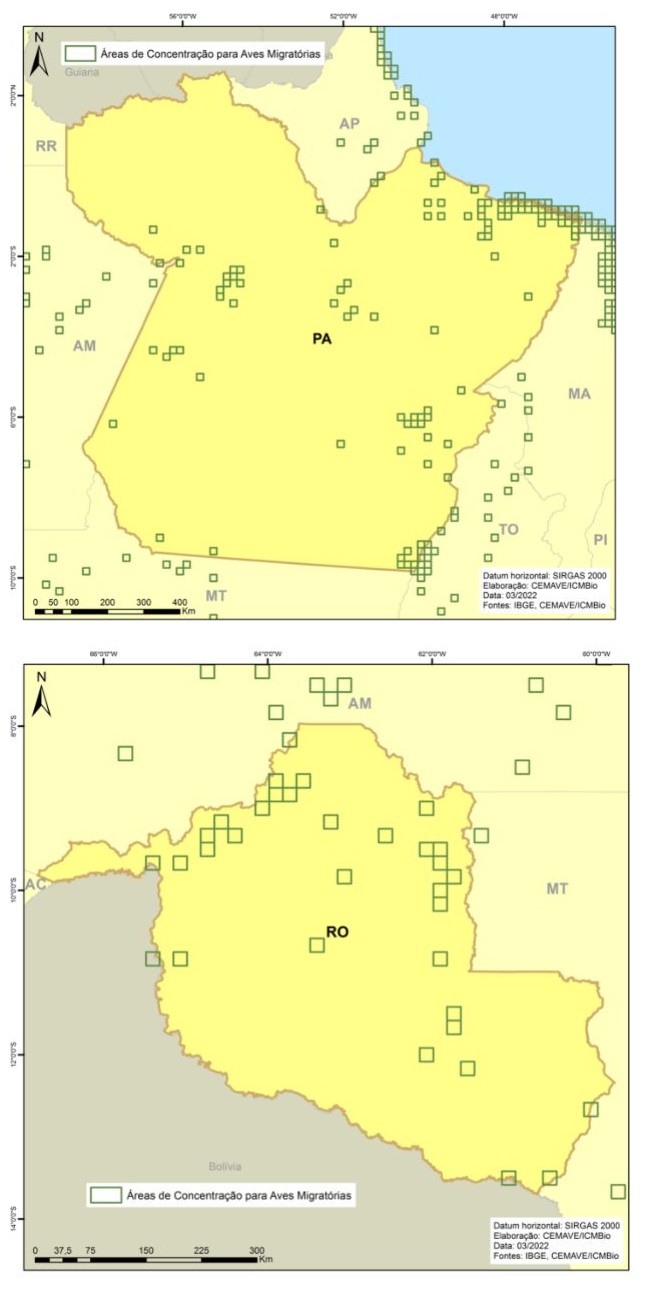 56°0'0"W 52°0'0"W 48°0'0"W
N
Áreas de Concentração para Aves Migratórias
Guiana
2°0'0"N
AP
RR
2°0'0"S
PA
AM
MA
6°0'0"S
TO
PI
10°0'0"S
MT
Datum horizontal: SIRGAS 2000
Elaboração: CEMAVE/ICMBio
Data: 03/2022
Fontes: IBGE, CEMAVE/ICMBio
0 50 100 200 300 400
Km
66°0'0"W 64°0'0"W 62°0'0"W 60°0'0"W
N
AM
8°0'0"S
AC
10°0'0"S
MT
RO
12°0'0"S
Bolívia
Áreas de Concentração para Aves Migratórias
14°0'0"S
Datum horizontal: SIRGAS 2000
Elaboração: CEMAVE/ICMBio
Data: 03/2022
Fontes: IBGE, CEMAVE/ICMBio
0 37,5 75 150 225 300
Km